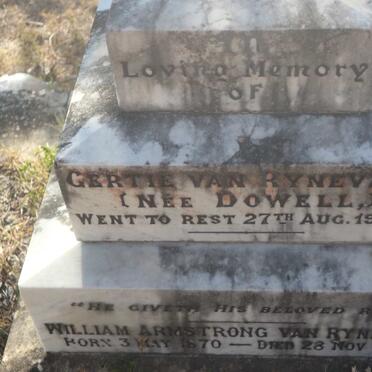 Loving Memory
OF
GERTIE VAN RYNEV
(NEE DOWELL,)
WENT TO REST 27TH AUG. 19
"HE GIVETH HIS BELOVED R
WILLIAM ARMSTRONG VAN RYN
BORN 3 MAY 1870 — DIED 28 NOV